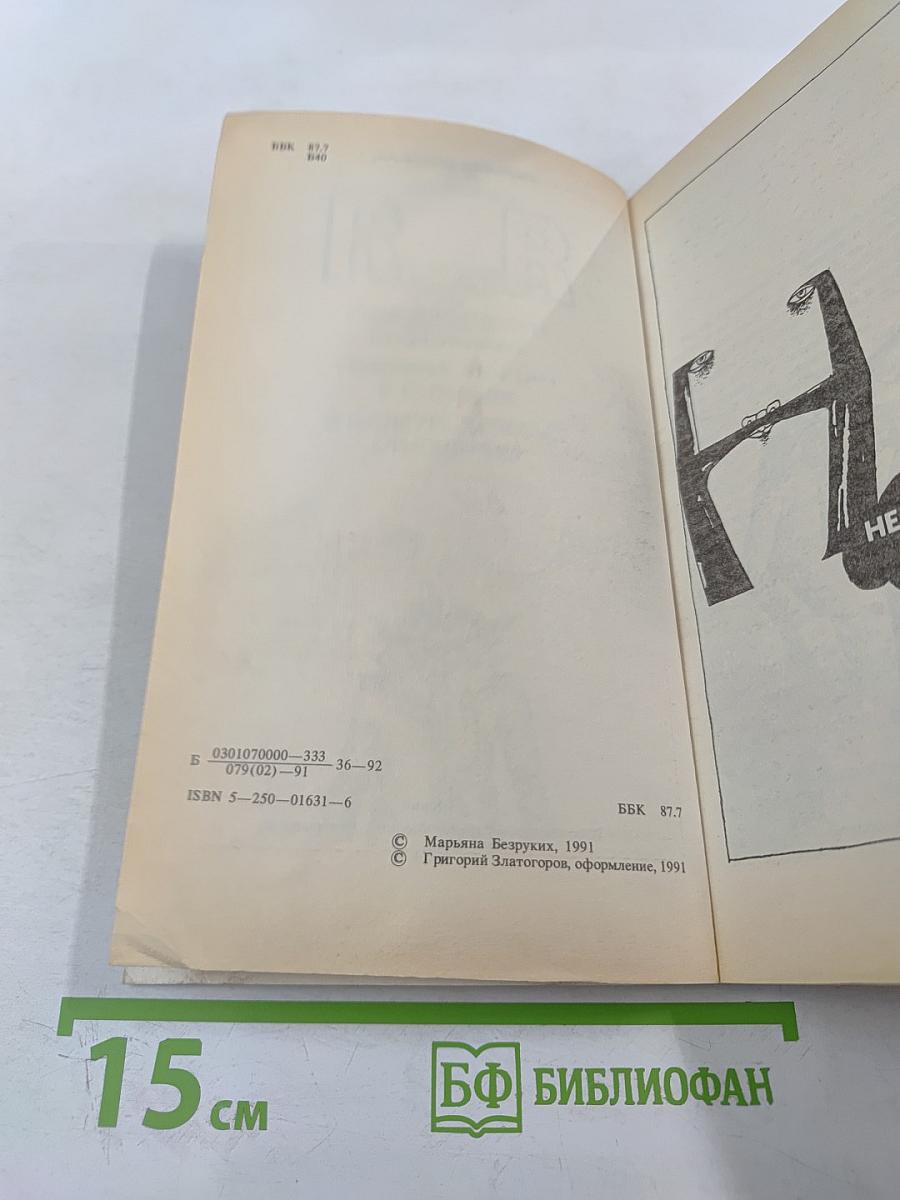 ББК 87.7
Б40
НЕ
Б 0301070000—333 36—92
079(02)—91
ISBN 5—250—01631—6
ББК 87.7
© Марьяна Безруких, 1991
© Григорий Златогоров, оформление, 1991
15 см
БФ БИБЛИОФАН